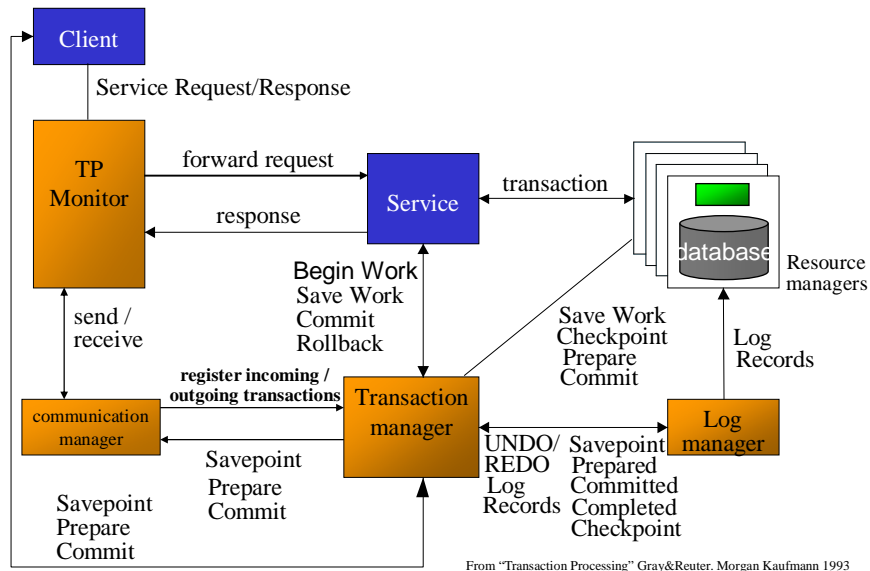 Client
Service Request/Response
TP
Monitor
forward request
response
Service
transaction
database
Resource
managers
Begin Work
Save Work
Commit
Rollback
send /
receive
Save Work
Checkpoint
Prepare
Commit
Log
Records
register incoming /
outgoing transactions
communication
manager
Transaction
manager
Log
manager
Savepoint
Prepare
Commit
UNDO/
REDO
Log
Records
Savepoint
Prepared
Committed
Completed
Checkpoint
Savepoint
Prepare
Commit
From “Transaction Processing” Gray&Reuter. Morgan Kaufmann 1993